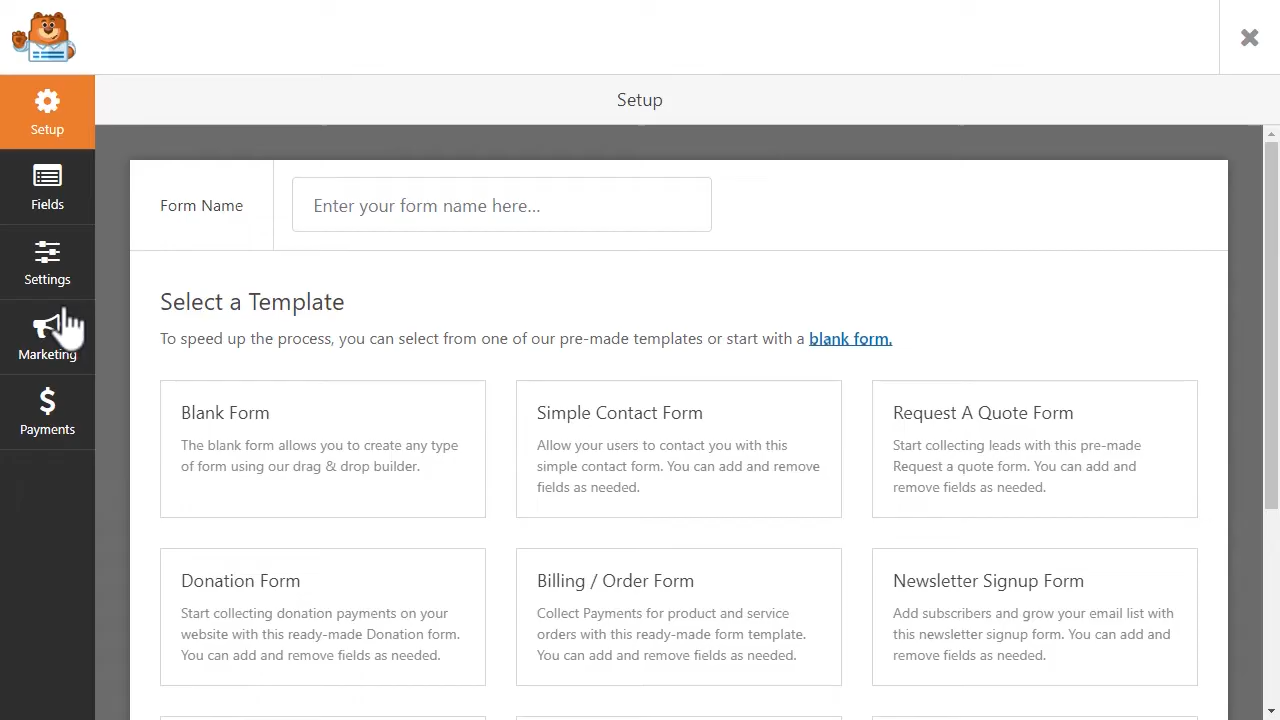 Setup
Setup
Fields
Settings
Marketing
Payments
Form Name
Enter your form name here...
Select a Template
To speed up the process, you can select from one of our pre-made templates or start with a blank form.
Blank Form
The blank form allows you to create any type
of form using our drag & drop builder.
Simple Contact Form
Allow your users to contact you with this
simple contact form. You can add and remove
fields as needed.
Request A Quote Form
Start collecting leads with this pre-made
Request a quote form. You can add and
remove fields as needed.
Donation Form
Start collecting donation payments on your
website with this ready-made Donation form.
You can add and remove fields as needed.
Billing / Order Form
Collect Payments for product and service
orders with this ready-made form template.
You can add and remove fields as needed.
Newsletter Signup Form
Add subscribers and grow your email list with
this newsletter signup form. You can add and
remove fields as needed.